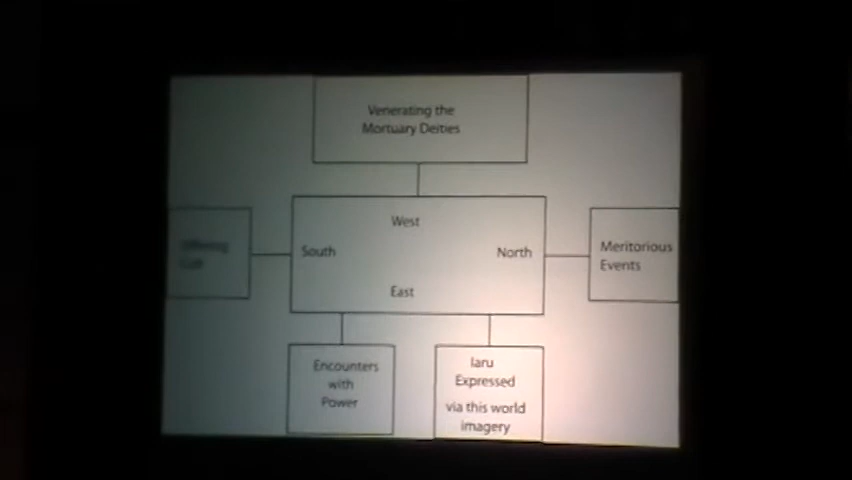 Venerating the
Mortuary Deities
West
South
North
East
Meritorious
Events
Encounters
with
Power
Iaru
Expressed
via this world
imagery